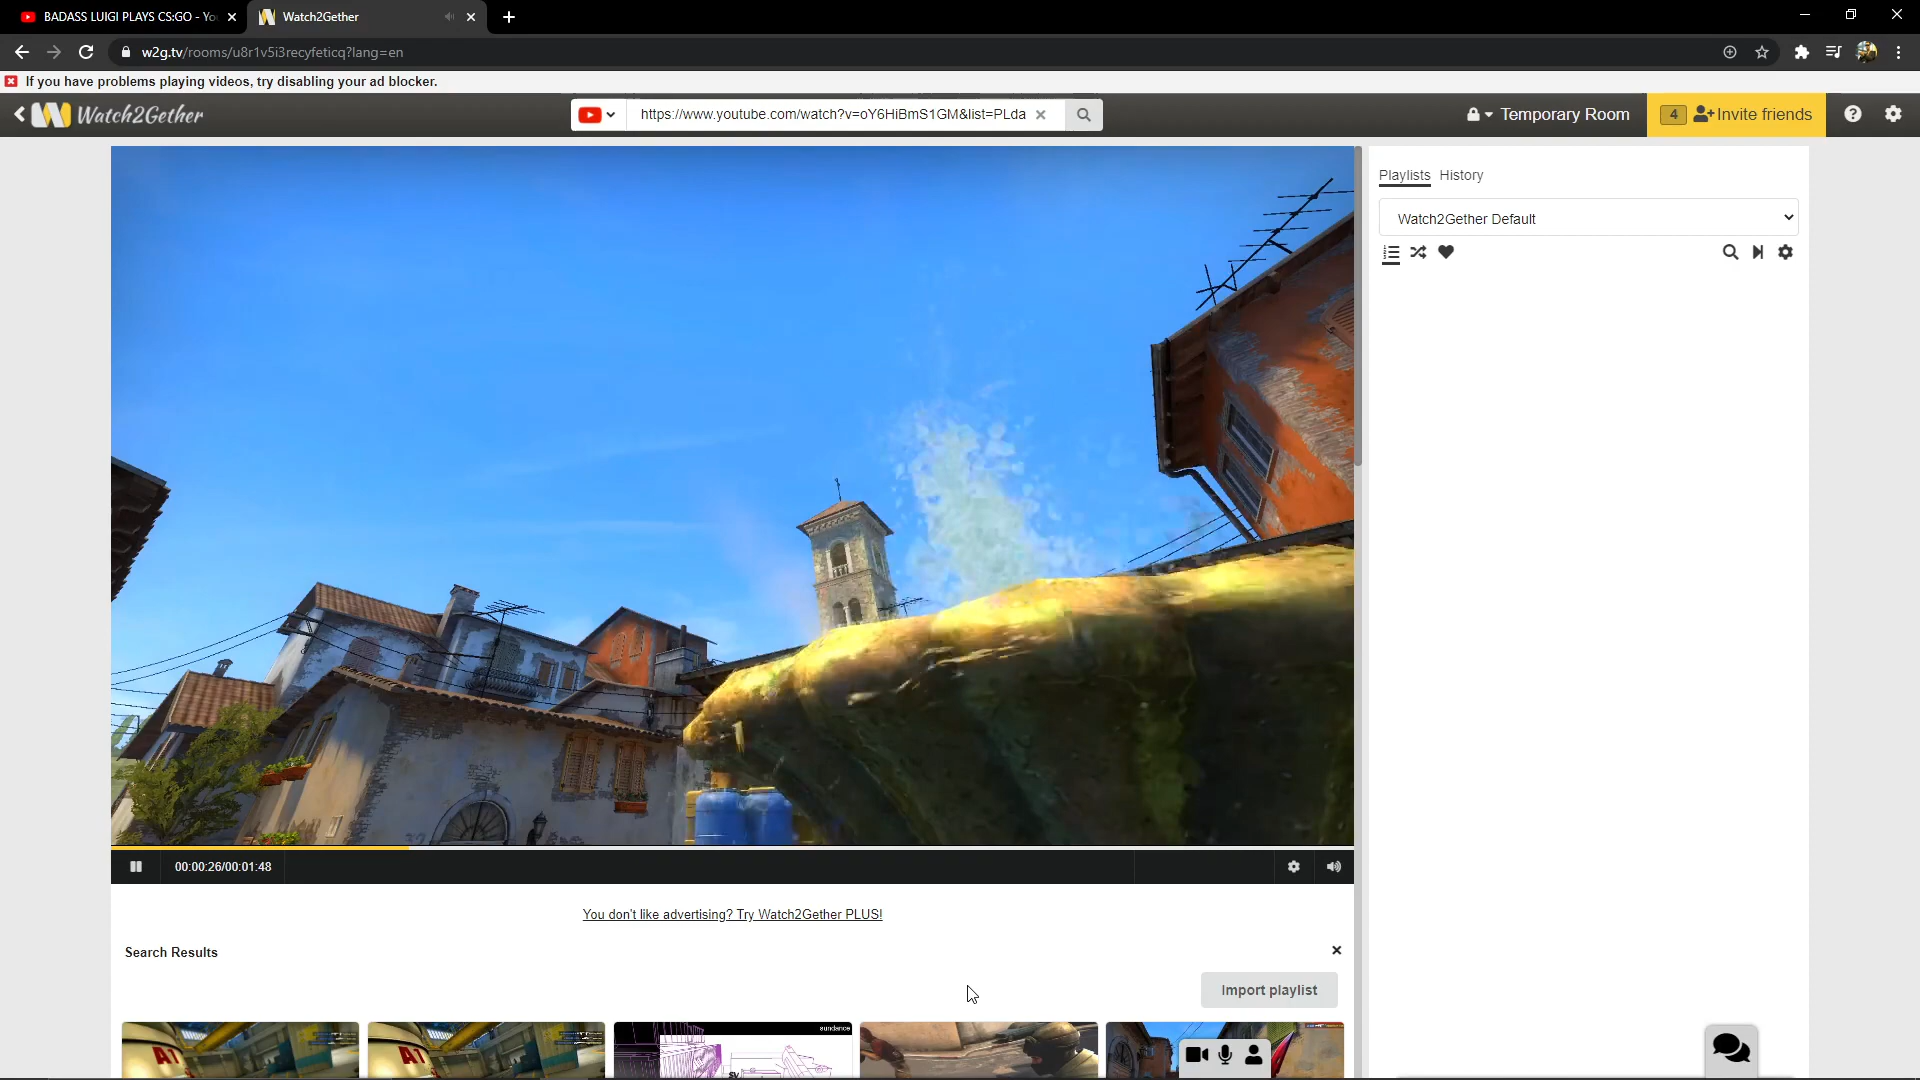 BADASS LUIGI PLAYS CS:GO - Yo
Watch2Gether
w2g.tv/rooms/u8r1v5i3recyfeticq?lang=en
If you have problems playing videos, try disabling your ad blocker.
Watch2Gether
https://www.youtube.com/watch?v=oY6HiBmS1GM&list=PLda
Temporary Room
4
Invite friends
Playlists
History
Watch2Gether Default
00:00:26/00:01:48
You don't like advertising? Try Watch2Gether PLUS!
Search Results
Import playlist
A1
A1
sundance